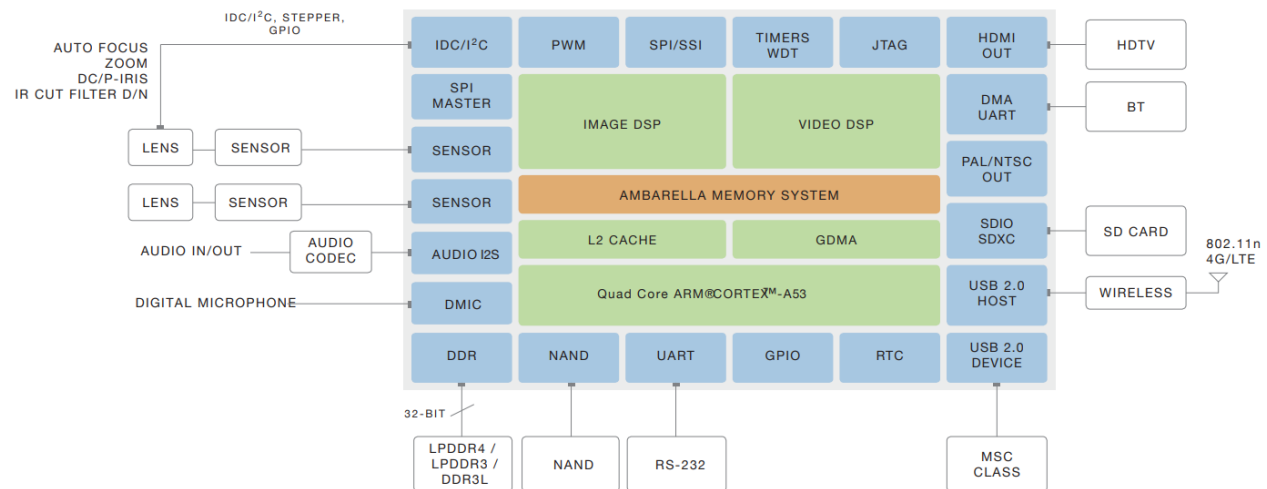 IDC/I²C, STEPPER,
GPIO
AUTO FOCUS
ZOOM
DC/P-IRIS
IR CUT FILTER D/N
IDC/I²C
PWM
SPI/SSI
TIMERS
WDT
JTAG
HDMI
OUT
HDTV
SPI
MASTER
IMAGE DSP
VIDEO DSP
DMA
UART
BT
LENS
SENSOR
SENSOR
PAL/NTSC
OUT
LENS
SENSOR
SENSOR
AMBARELLA MEMORY SYSTEM
SDIO
SDXC
SD CARD
AUDIO IN/OUT
AUDIO
CODEC
AUDIO I2S
L2 CACHE
GDMA
802.11n
4G/LTE
DIGITAL MICROPHONE
DMIC
Quad Core ARM®CORTEX™-A53
USB 2.0
HOST
WIRELESS
DDR
NAND
UART
GPIO
RTC
USB 2.0
DEVICE
32-BIT
LPDDR4 /
LPDDR3 /
DDR3L
NAND
RS-232
MSC
CLASS